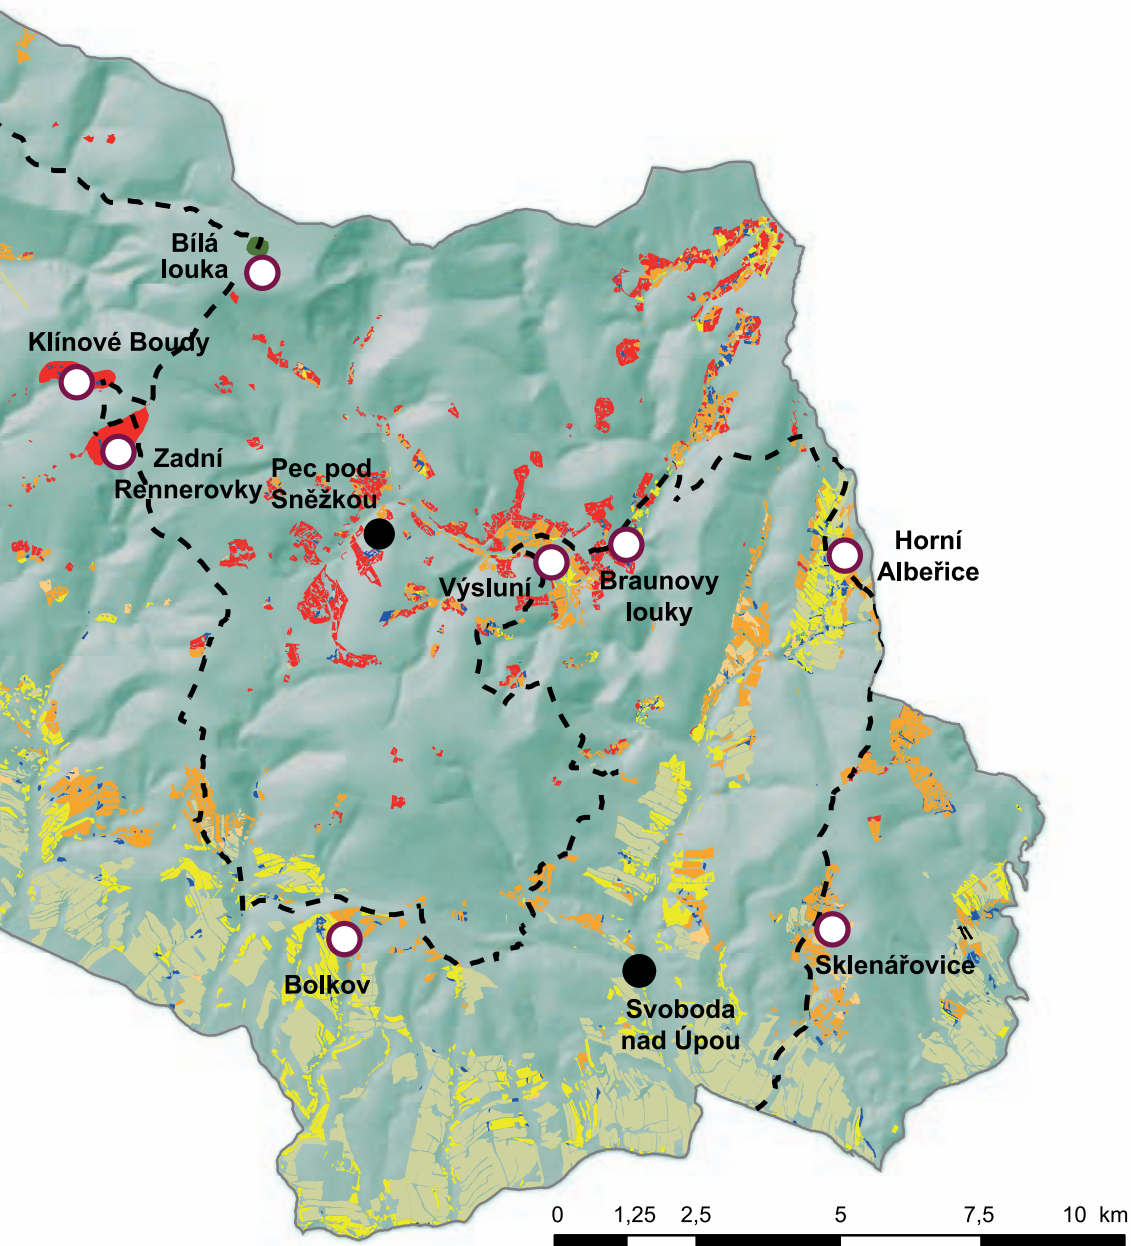 Bílá
louka
Klínové Boudy
Zadní
Rennerovky
Pec pod
Sněžkou
Výsluní
Braunovy
louky
Horní
Albeřice
Bolkov
Svoboda
nad Úpou
Sklenářovice
0 1,25 2,5 5 7,5 10 km